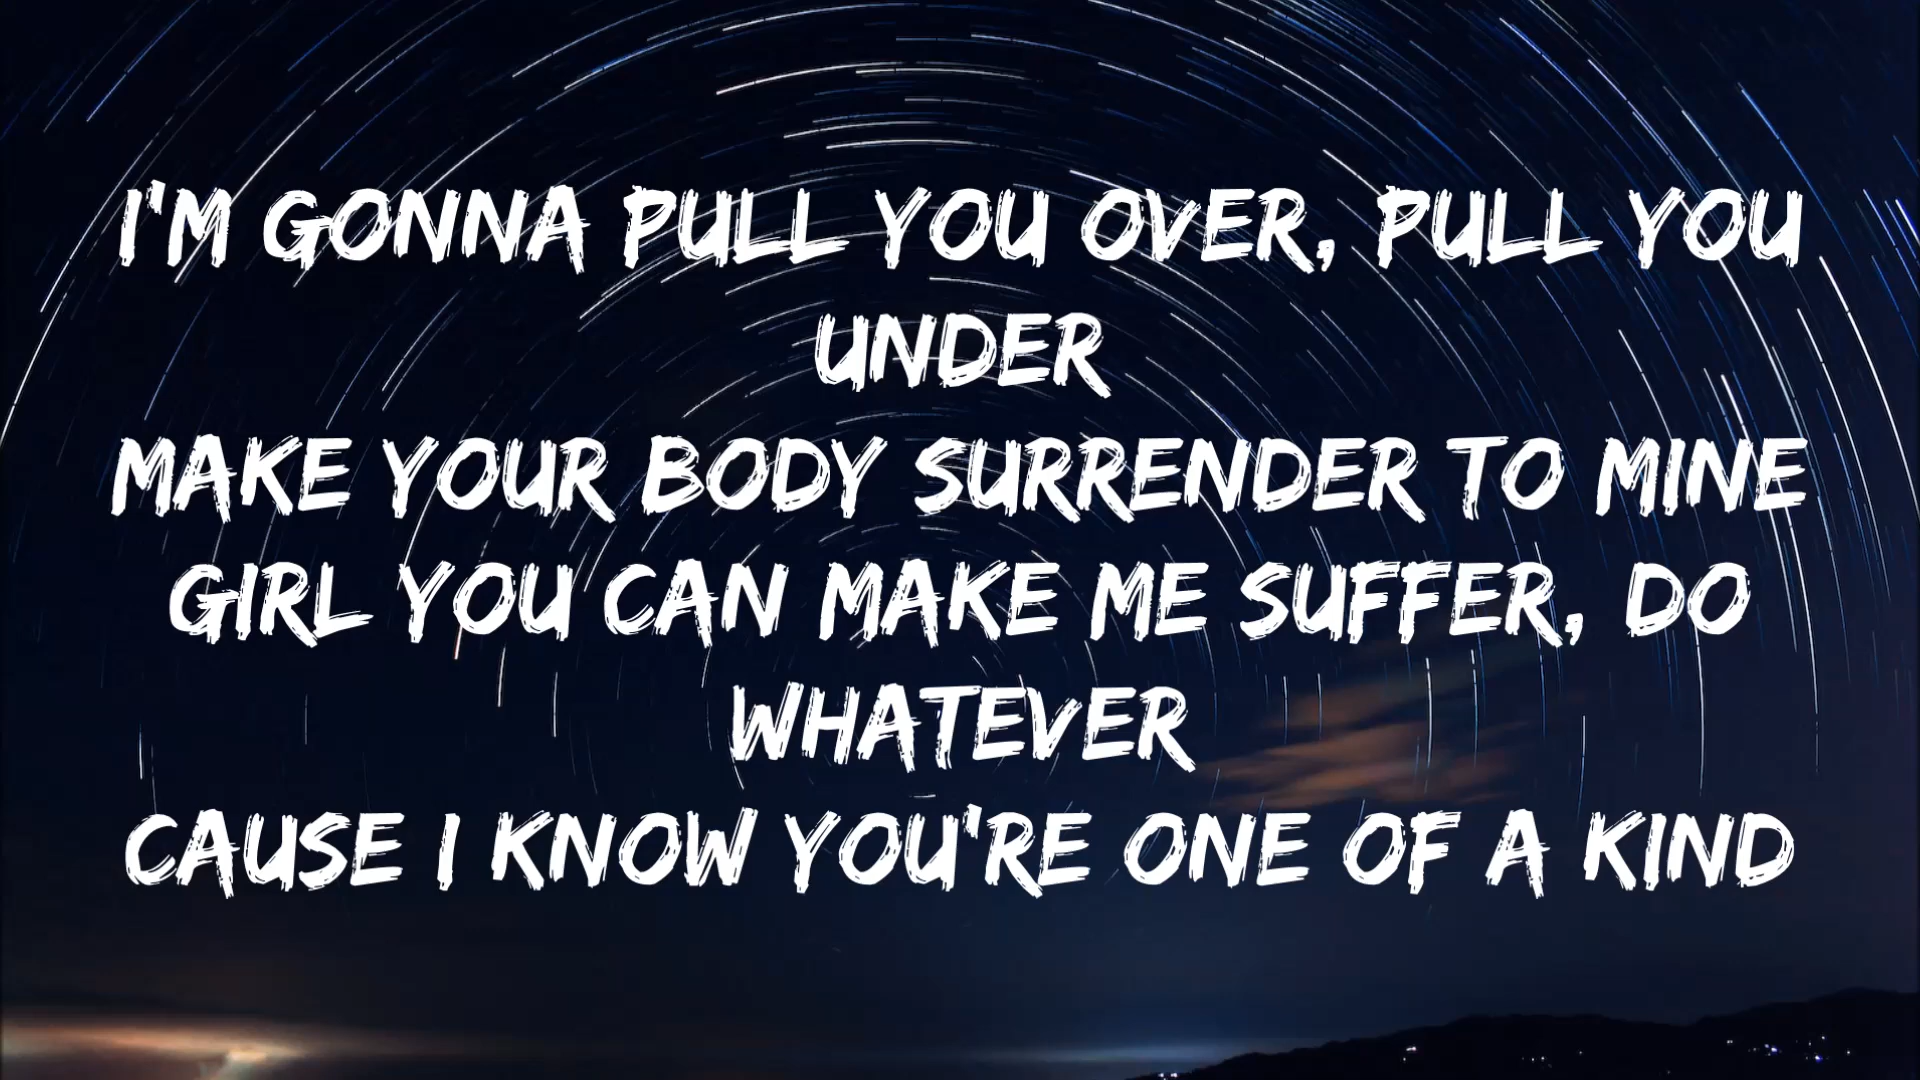 I'M GONNA PULL YOU OVER, PULL YOU
UNDER
MAKE YOUR BODY SURRENDER TO MINE
GIRL YOU CAN MAKE ME SUFFER, DO
WHATEVER
CAUSE I KNOW YOU'RE ONE OF A KIND